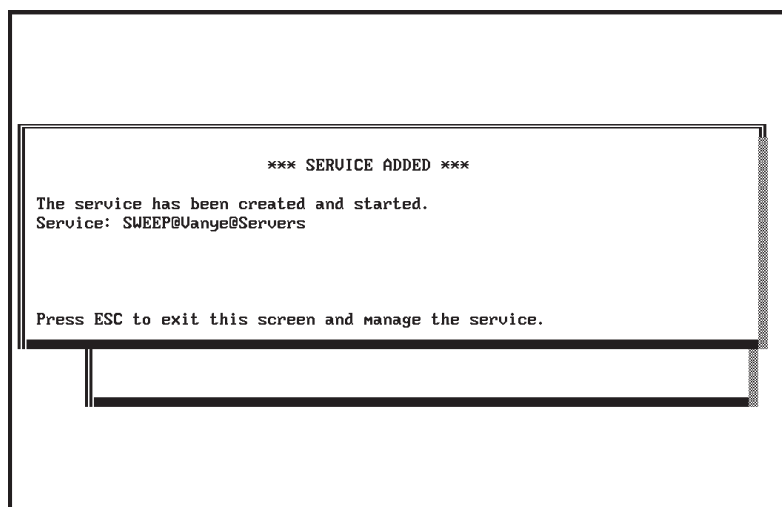 *** SERVICE ADDED ***
The service has been created and started.
Service: SWEEP@Vanye@Servers
Press ESC to exit this screen and manage the service.